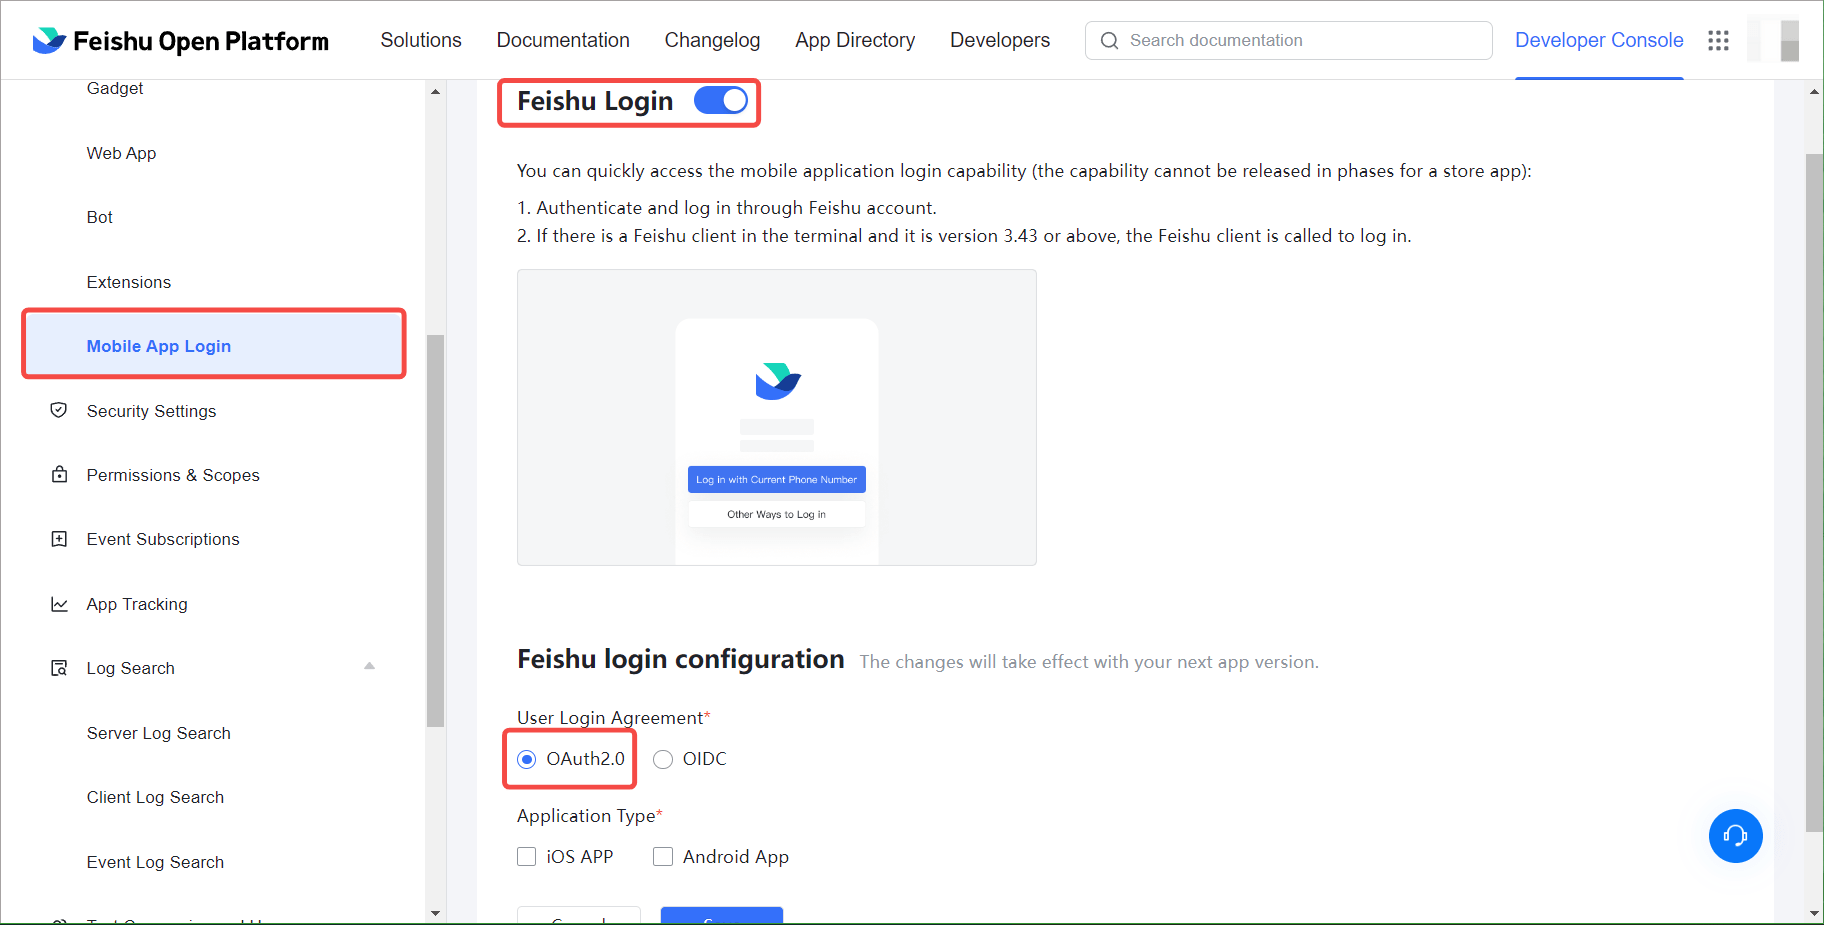 Feishu Open Platform
Solutions
Documentation
Changelog
App Directory
Developers
Search documentation
Developer Console
Gadget
Web App
Bot
Extensions
Mobile App Login
Security Settings
Permissions & Scopes
Event Subscriptions
App Tracking
Log Search
Server Log Search
Client Log Search
Event Log Search
Feishu Login
You can quickly access the mobile application login capability (the capability cannot be released in phases for a store app):
1. Authenticate and log in through Feishu account.
2. If there is a Feishu client in the terminal and it is version 3.43 or above, the Feishu client is called to log in.
Log in with Current Phone Number
Other Ways to Log in
Feishu login configuration
The changes will take effect with your next app version.
User Login Agreement*
OAuth2.0
OIDC
Application Type*
iOS APP
Android App